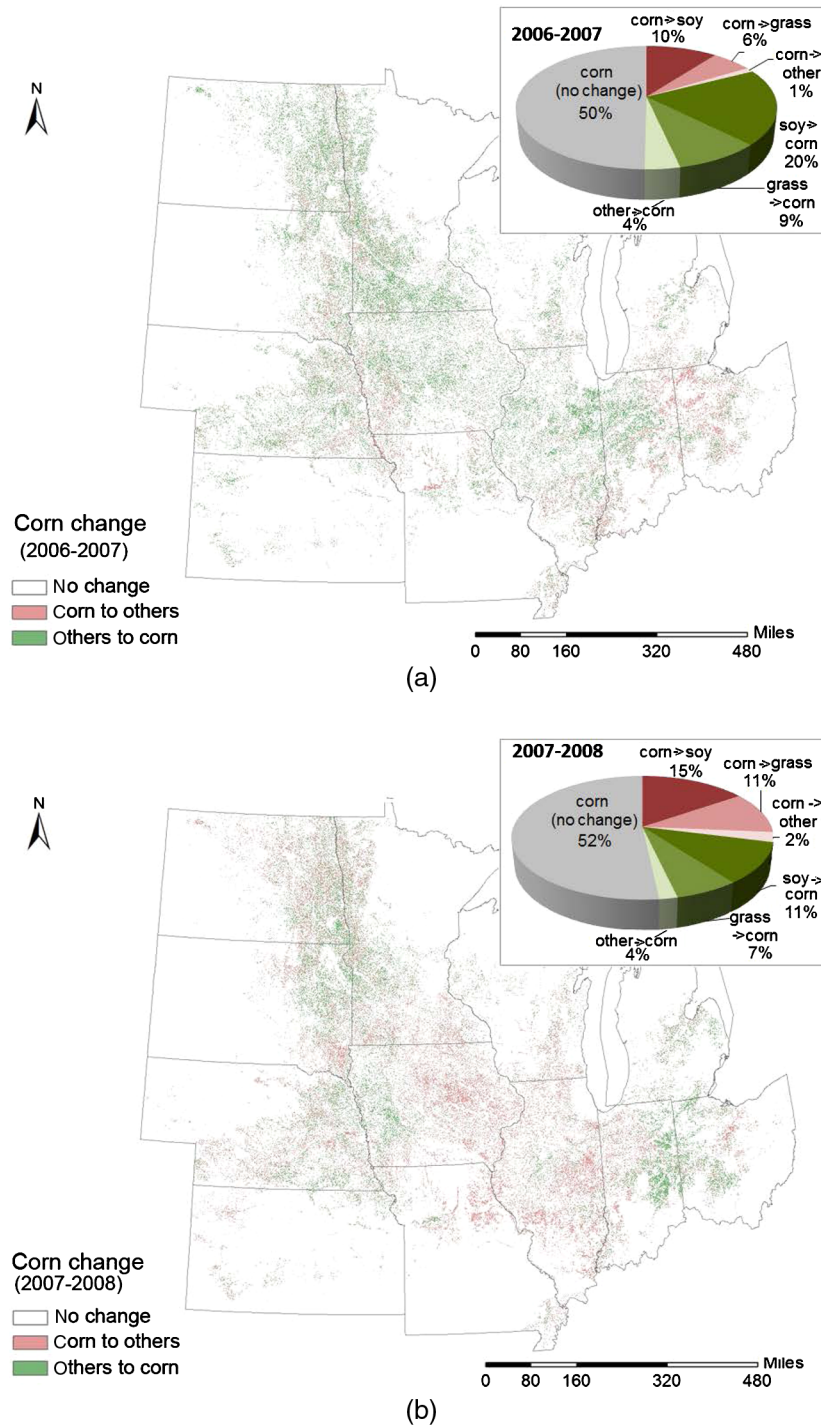 2006-2007
corn->soy
10%
corn->grass
6%
corn->
other
1%
corn
(no change)
50%
soy->
corn
20%
grass
->corn
9%
other->corn
4%
N
Corn change
(2006-2007)
No change
Corn to others
Others to corn
Miles
0 80 160 320 480
(a)
2007-2008
corn->soy
15%
corn->grass
11%
corn ->
other
2%
corn
(no change)
52%
soy->
corn
11%
grass
->corn
7%
other->corn
4%
N
Corn change
(2007-2008)
No change
Corn to others
Others to corn
Miles
0 80 160 320 480
(b)